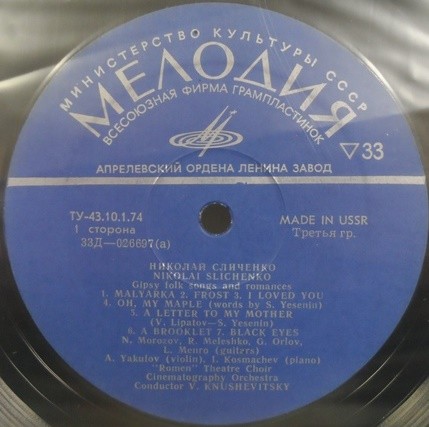 МИНИСТЕРСТВО КУЛЬТУРЫ СССР
МЕЛОДИЯ
ВСЕСОЮЗНАЯ ФИРМА ГРАМПЛАСТИНОК
▽33
АПРЕЛЕВСКИЙ ОРДЕНА ЛЕНИНА ЗАВОД
ТУ-43.10.1.74
MADE IN USSR
1 сторона
Третья гр.
33Д—026697(а)
НИКОЛАЙ СЛИЧЕНКО
NIKOLAI SLICHENKO
Gipsy folk songs and romances
1. MALYARKA 2. FROST 3. I LOVED YOU
4. OH, MY MAPLE (words by S. Yesenin)
5. A LETTER TO MY MOTHER
(V. Lipatov—S. Yesenin)
6. A BROOKLET 7. BLACK EYES
N. Morozov, R. Meleshko, G. Orlov,
L. Menro (guitars)
A. Yakulov (violin), I. Kosmachev (piano)
"Romen" Theatre Choir
Cinematography Orchestra
Conductor V. KNUSHEVITSKY